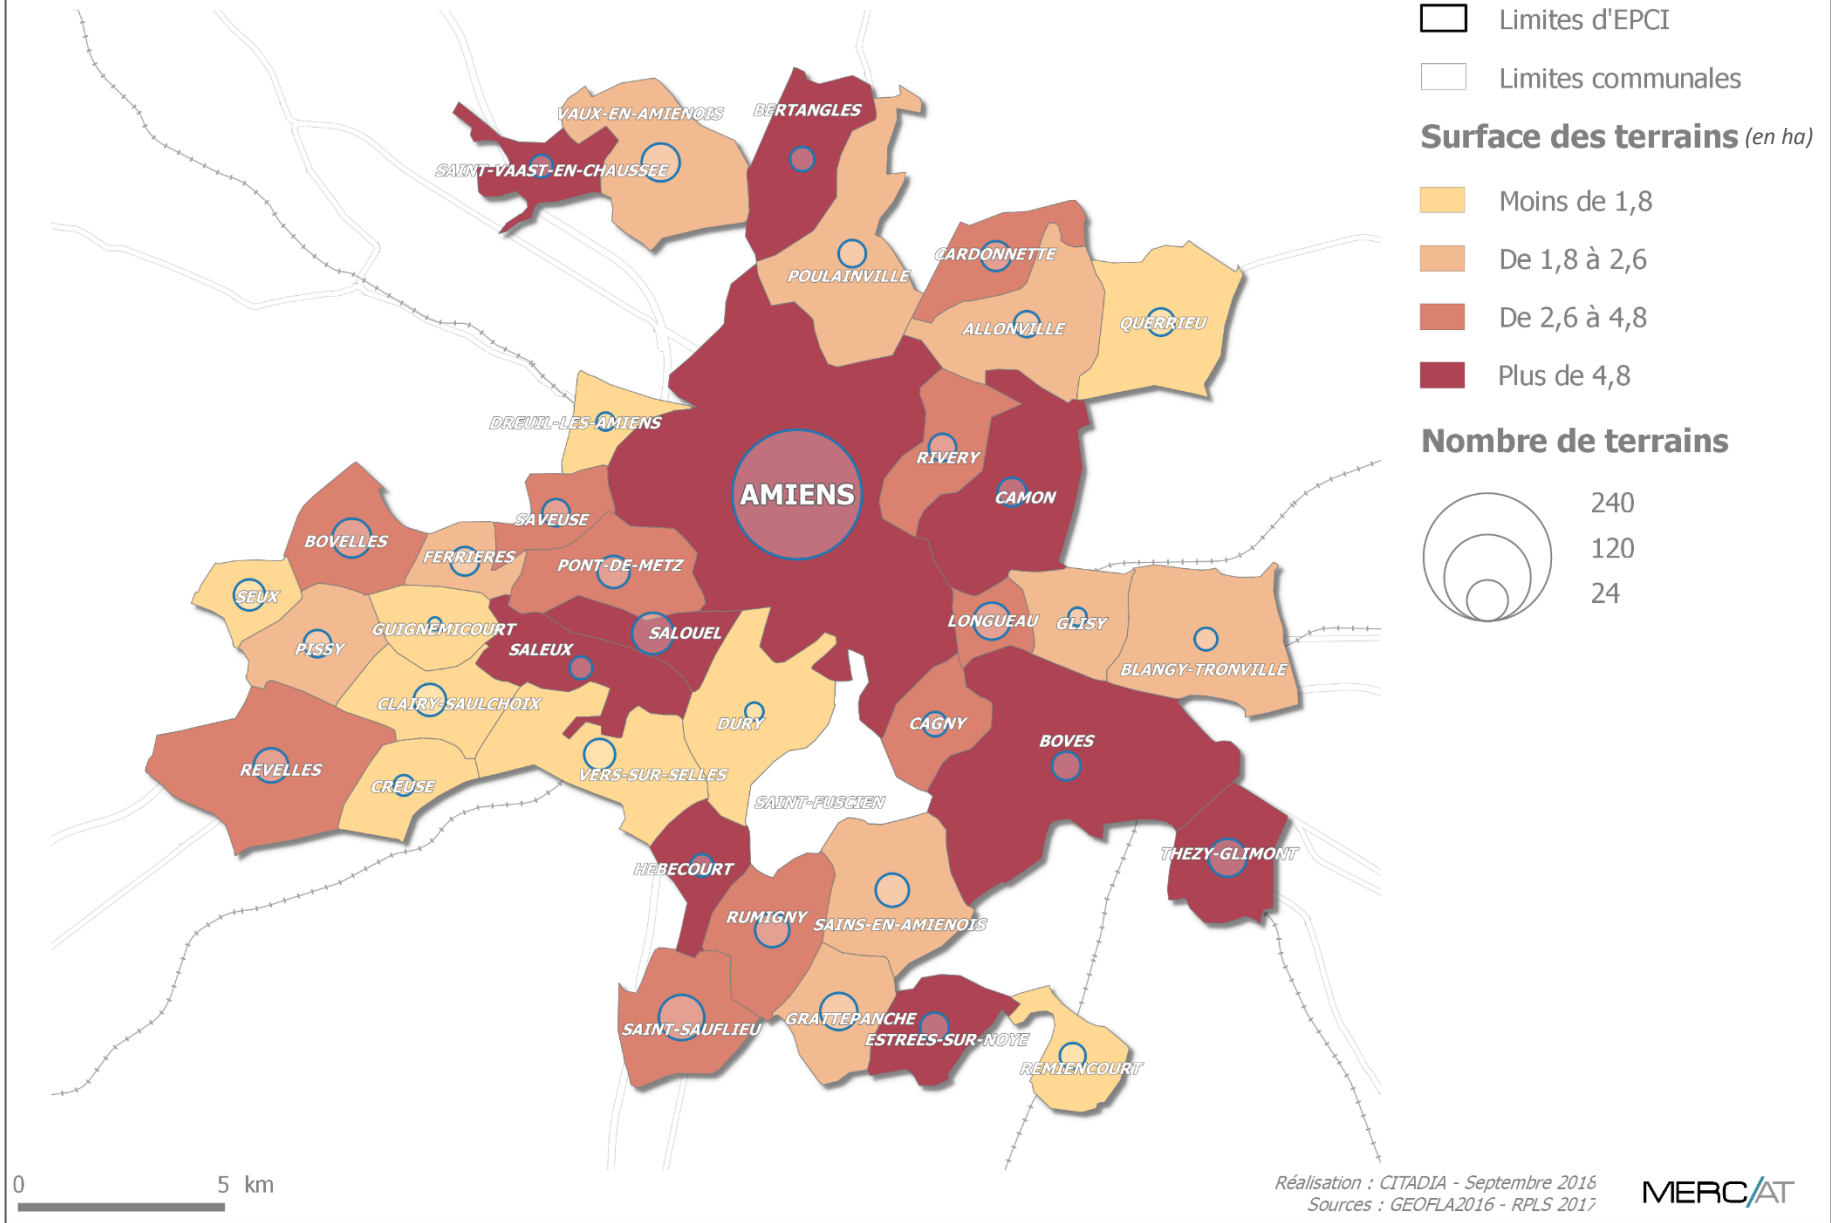 Limites d'EPCI
Limites communales
Surface des terrains (en ha)
Moins de 1,8
De 1,8 à 2,6
De 2,6 à 4,8
Plus de 4,8
Nombre de terrains
240
120
24
VAUX-EN-AMIENOIS
BERTANGLES
SAINT-VAAST-EN-CHAUSSEE
CARDONNETTE
POULAINVILLE
QUERRIEU
ALLONVILLE
DREUIL-LES-AMIENS
RIVERY
AMIENS
CAMON
SAVEUSE
BOVELLES
FERRIERES
PONT-DE-METZ
SEUX
LONGUEAU
GLISY
GUIGNEMICOURT
SALOUEL
PISSY
SALEUX
BLANGY-TRONVILLE
CLAIRY-SAULCHOIX
DURY
CAGNY
BOVES
REVELLES
VERS-SUR-SELLES
CREUSE
SAINT-FUSCIEN
THEZY-GLIMONT
HEBECOURT
RUMIGNY
SAINS-EN-AMIENOIS
GRATTEPANCHE
SAINT-SAUFLIEU
ESTREES-SUR-NOYE
REMIENCOURT
0 5 km
Réalisation : CITADIA - Septembre 2018
Sources : GEOFLA2016 - RPLS 2017
MERC/AT